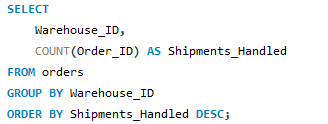 SELECT
    Warehouse_ID,
    COUNT(Order_ID) AS Shipments_Handled
FROM orders
GROUP BY Warehouse_ID
ORDER BY Shipments_Handled DESC;